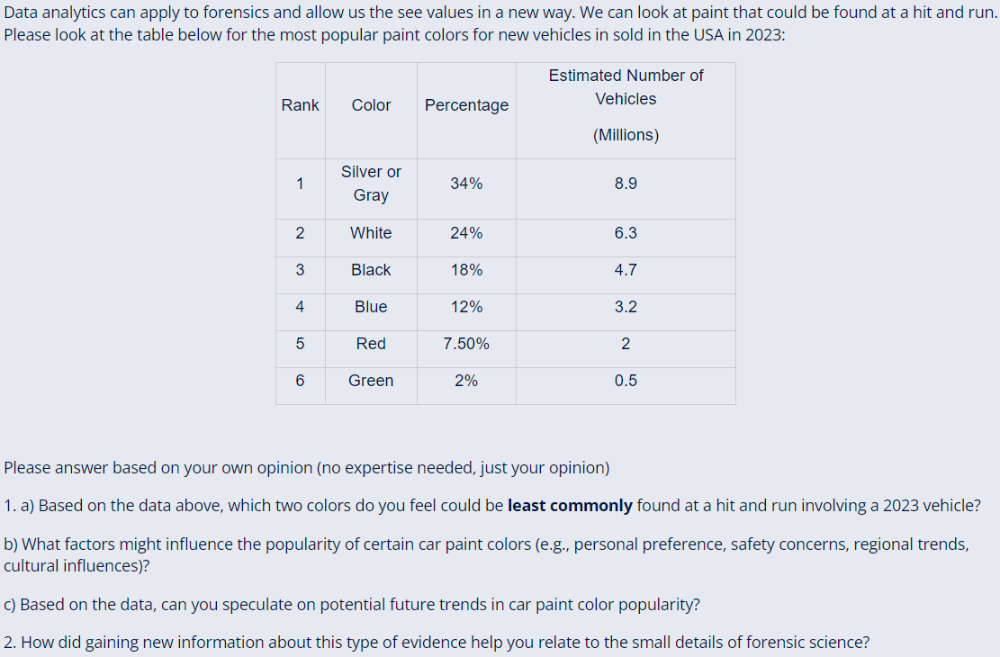 Data analytics can apply to forensics and allow us the see values in a new way. We can look at paint that could be found at a hit and run.
Please look at the table below for the most popular paint colors for new vehicles in sold in the USA in 2023:
Rank Color Percentage Estimated Number of
Vehicles
(Millions)
1 Silver or
Gray 34% 8.9
2 White 24% 6.3
3 Black 18% 4.7
4 Blue 12% 3.2
5 Red 7.50% 2
6 Green 2% 0.5
Please answer based on your own opinion (no expertise needed, just your opinion)
1. a) Based on the data above, which two colors do you feel could be least commonly found at a hit and run involving a 2023 vehicle?
b) What factors might influence the popularity of certain car paint colors (e.g., personal preference, safety concerns, regional trends,
cultural influences)?
c) Based on the data, can you speculate on potential future trends in car paint color popularity?
2. How did gaining new information about this type of evidence help you relate to the small details of forensic science?